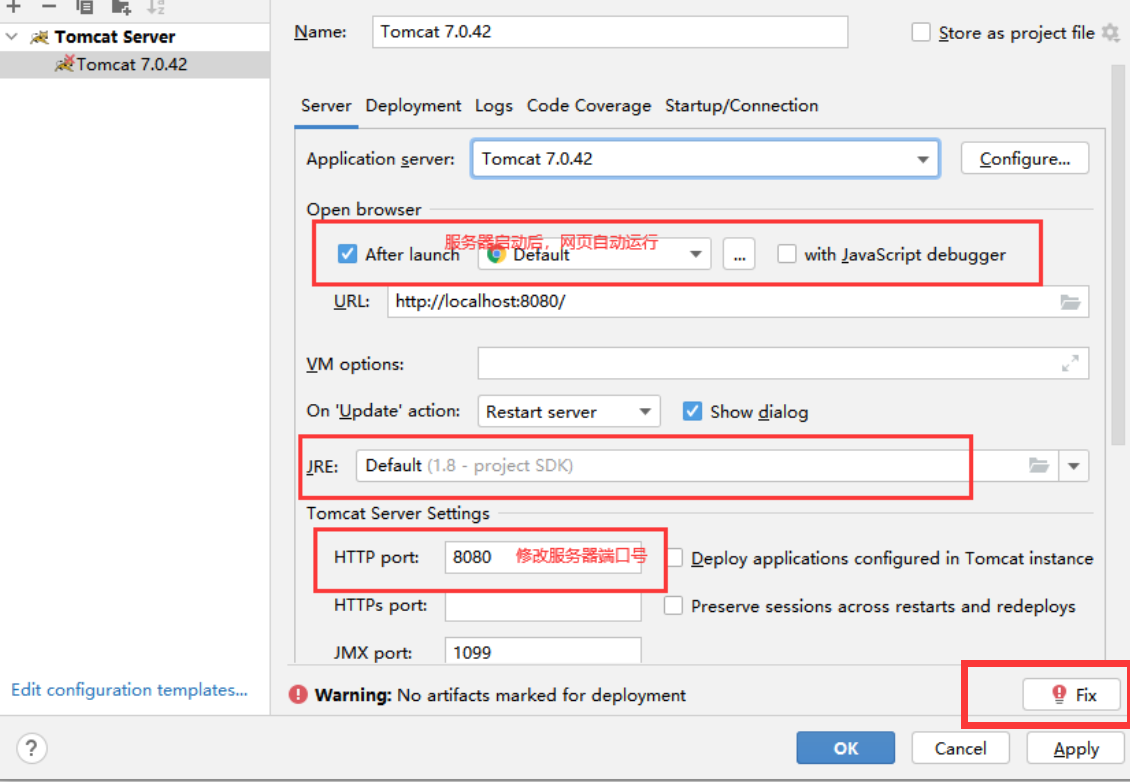 Tomcat Server
Tomcat 7.0.42
Edit configuration templates...
Name: Tomcat 7.0.42
Store as project file
Server Deployment Logs Code Coverage Startup/Connection
Application server: Tomcat 7.0.42 Configure...
Open browser
服务器启动后，网页自动运行
After launch Default ... with JavaScript debugger
URL: http://localhost:8080/
VM options:
On 'Update' action: Restart server Show dialog
JRE: Default (1.8 - project SDK)
Tomcat Server Settings
HTTP port: 8080 修改服务器端口号 Deploy applications configured in Tomcat instance
HTTPs port: Preserve sessions across restarts and redeploys
JMX port: 1099
Warning: No artifacts marked for deployment Fix
? OK Cancel Apply